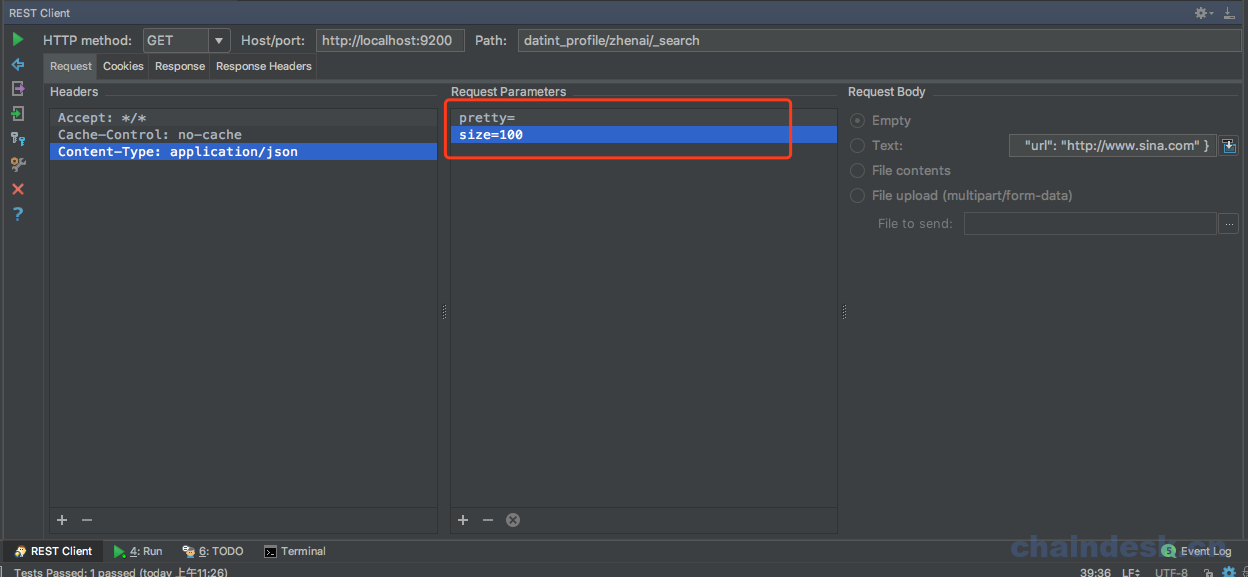 REST Client
HTTP method: GET Host/port: http://localhost:9200 Path: datint_profile/zhenai/_search
Request Cookies Response Response Headers
Headers
Accept: */*
Cache-Control: no-cache
Content-Type: application/json
Request Parameters
pretty=
size=100
Request Body
Empty
Text: "url": "http://www.sina.com" }
File contents
File upload (multipart/form-data)
File to send: ...
REST Client 4: Run 6: TODO Terminal
chaindesk.cn
5 Event Log
Tests Passed: 1 passed (today 上午11:26)
39:36 LF UTF-8